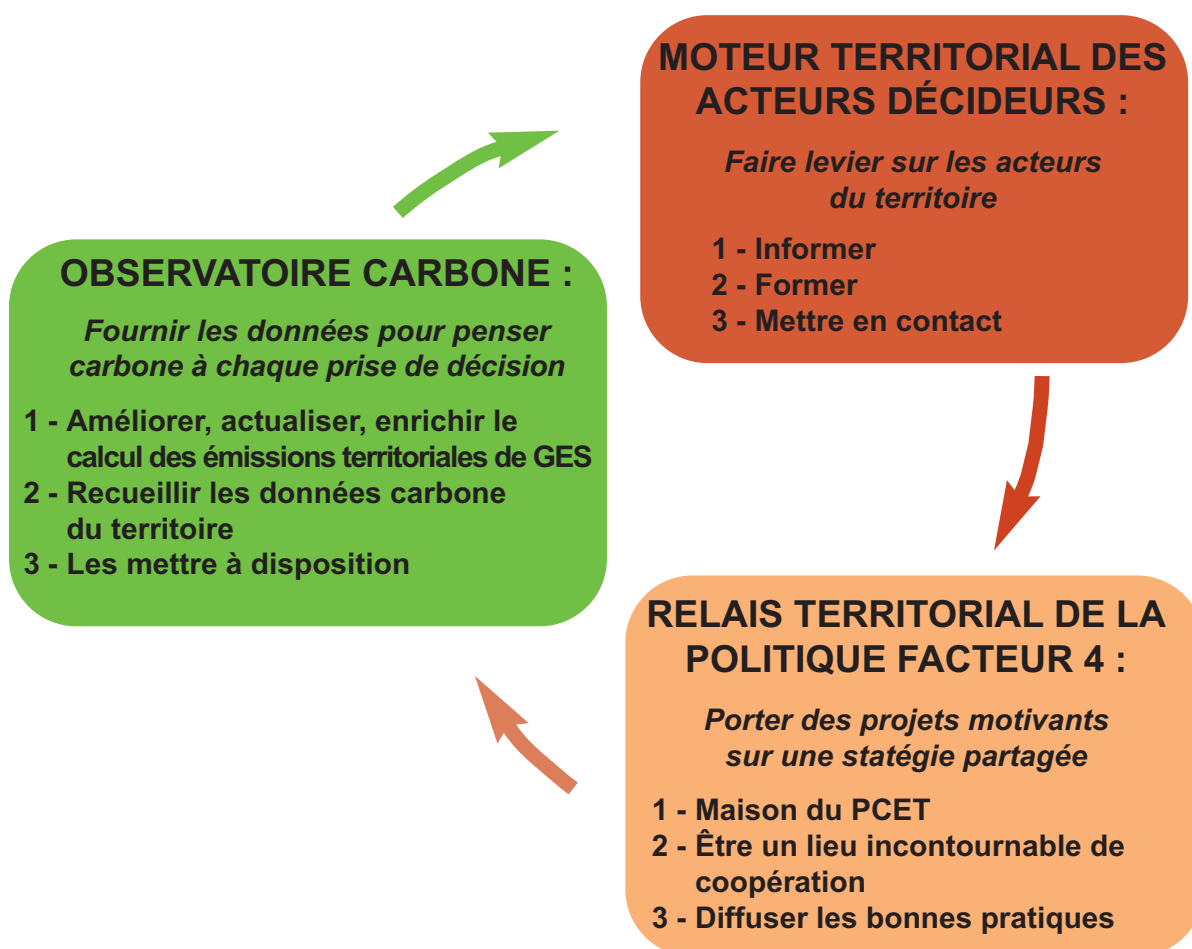 MOTEUR TERRITORIAL DES
ACTEURS DÉCIDEURS :
Faire levier sur les acteurs
du territoire
1 - Informer
2 - Former
3 - Mettre en contact
OBSERVATOIRE CARBONE :
Fournir les données pour penser
carbone à chaque prise de décision
1 - Améliorer, actualiser, enrichir le
calcul des émissions territoriales de GES
2 - Recueillir les données carbone
du territoire
3 - Les mettre à disposition
RELAIS TERRITORIAL DE LA
POLITIQUE FACTEUR 4 :
Porter des projets motivants
sur une statégie partagée
1 - Maison du PCET
2 - Être un lieu incontournable de
coopération
3 - Diffuser les bonnes pratiques